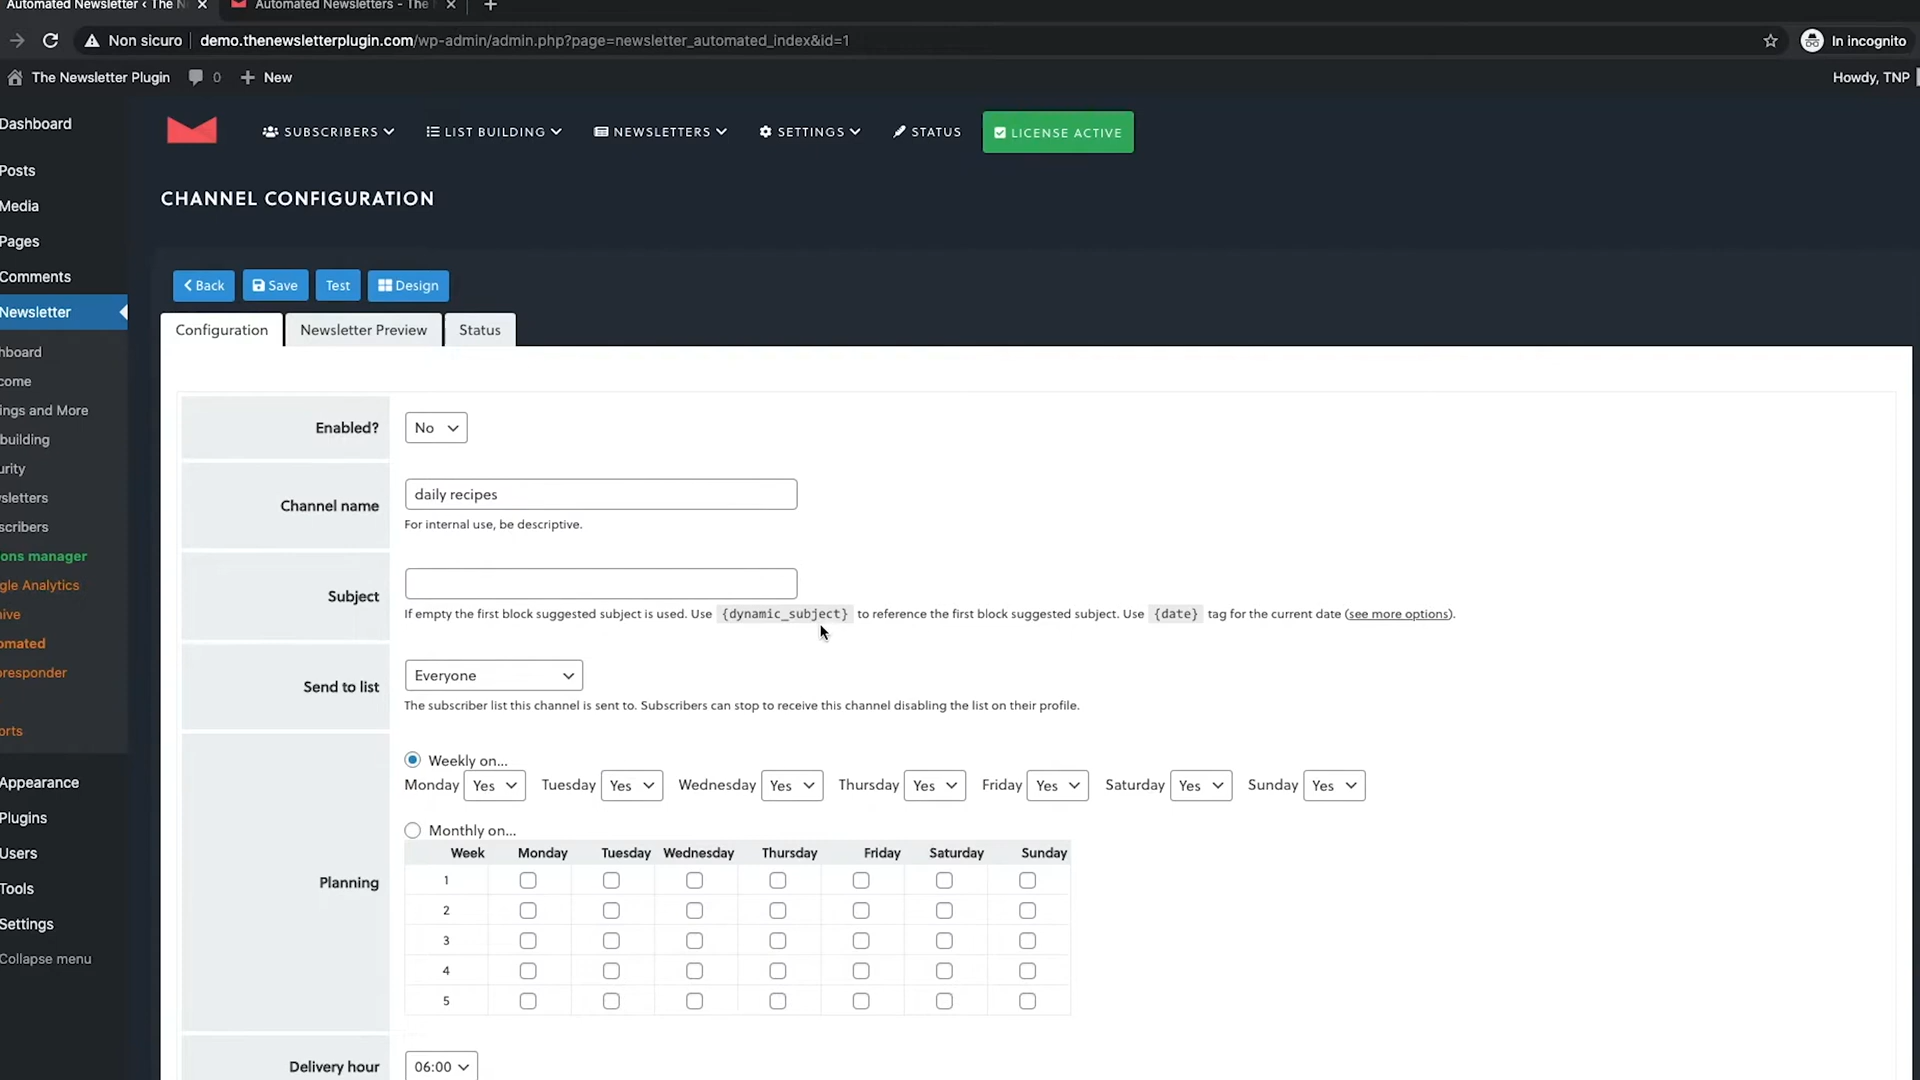 Automated Newsletter ‹ The N
Automated Newsletters - The
Non sicuro
demo.thenewsletterplugin.com/wp-admin/admin.php?page=newsletter_automated_index&id=1
In incognito
The Newsletter Plugin
0
New
Howdy, TNP
Dashboard
Posts
Media
Pages
Comments
Newsletter
hboard
come
ings and More
building
urity
sletters
scribers
ons manager
gle Analytics
hive
omated
oresponder
orts
Appearance
Plugins
Users
Tools
Settings
Collapse menu
SUBSCRIBERS
LIST BUILDING
NEWSLETTERS
SETTINGS
STATUS
LICENSE ACTIVE
CHANNEL CONFIGURATION
Back
Save
Test
Design
Configuration
Newsletter Preview
Status
Enabled?
No
Channel name
daily recipes
For internal use, be descriptive.
Subject
If empty the first block suggested subject is used. Use {dynamic_subject} to reference the first block suggested subject. Use {date} tag for the current date (see more options).
Send to list
Everyone
The subscriber list this channel is sent to. Subscribers can stop to receive this channel disabling the list on their profile.
Planning
Weekly on...
Monday Yes Tuesday Yes Wednesday Yes Thursday Yes Friday Yes Saturday Yes Sunday Yes
Monthly on...
Week Monday Tuesday Wednesday Thursday Friday Saturday Sunday
1
2
3
4
5
Delivery hour
06:00